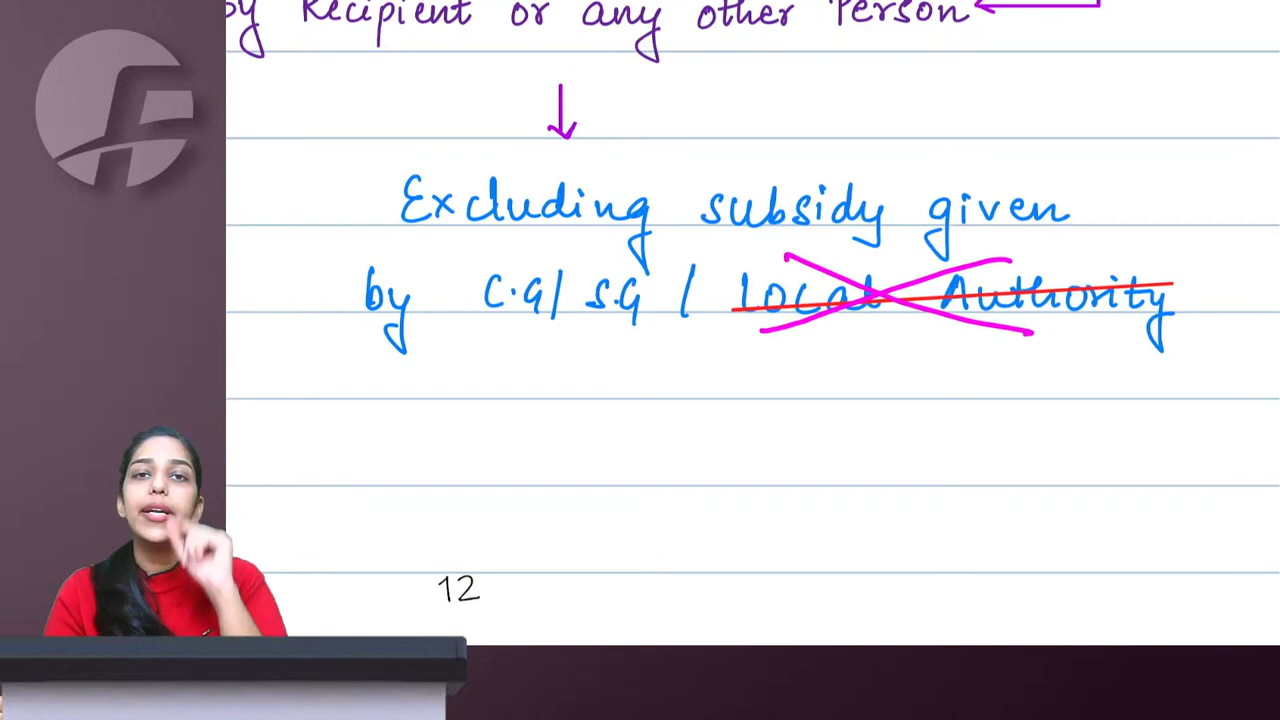 by Recipient or any other Person
Excluding subsidy given
by C.G/ S.G / Local Authority
12